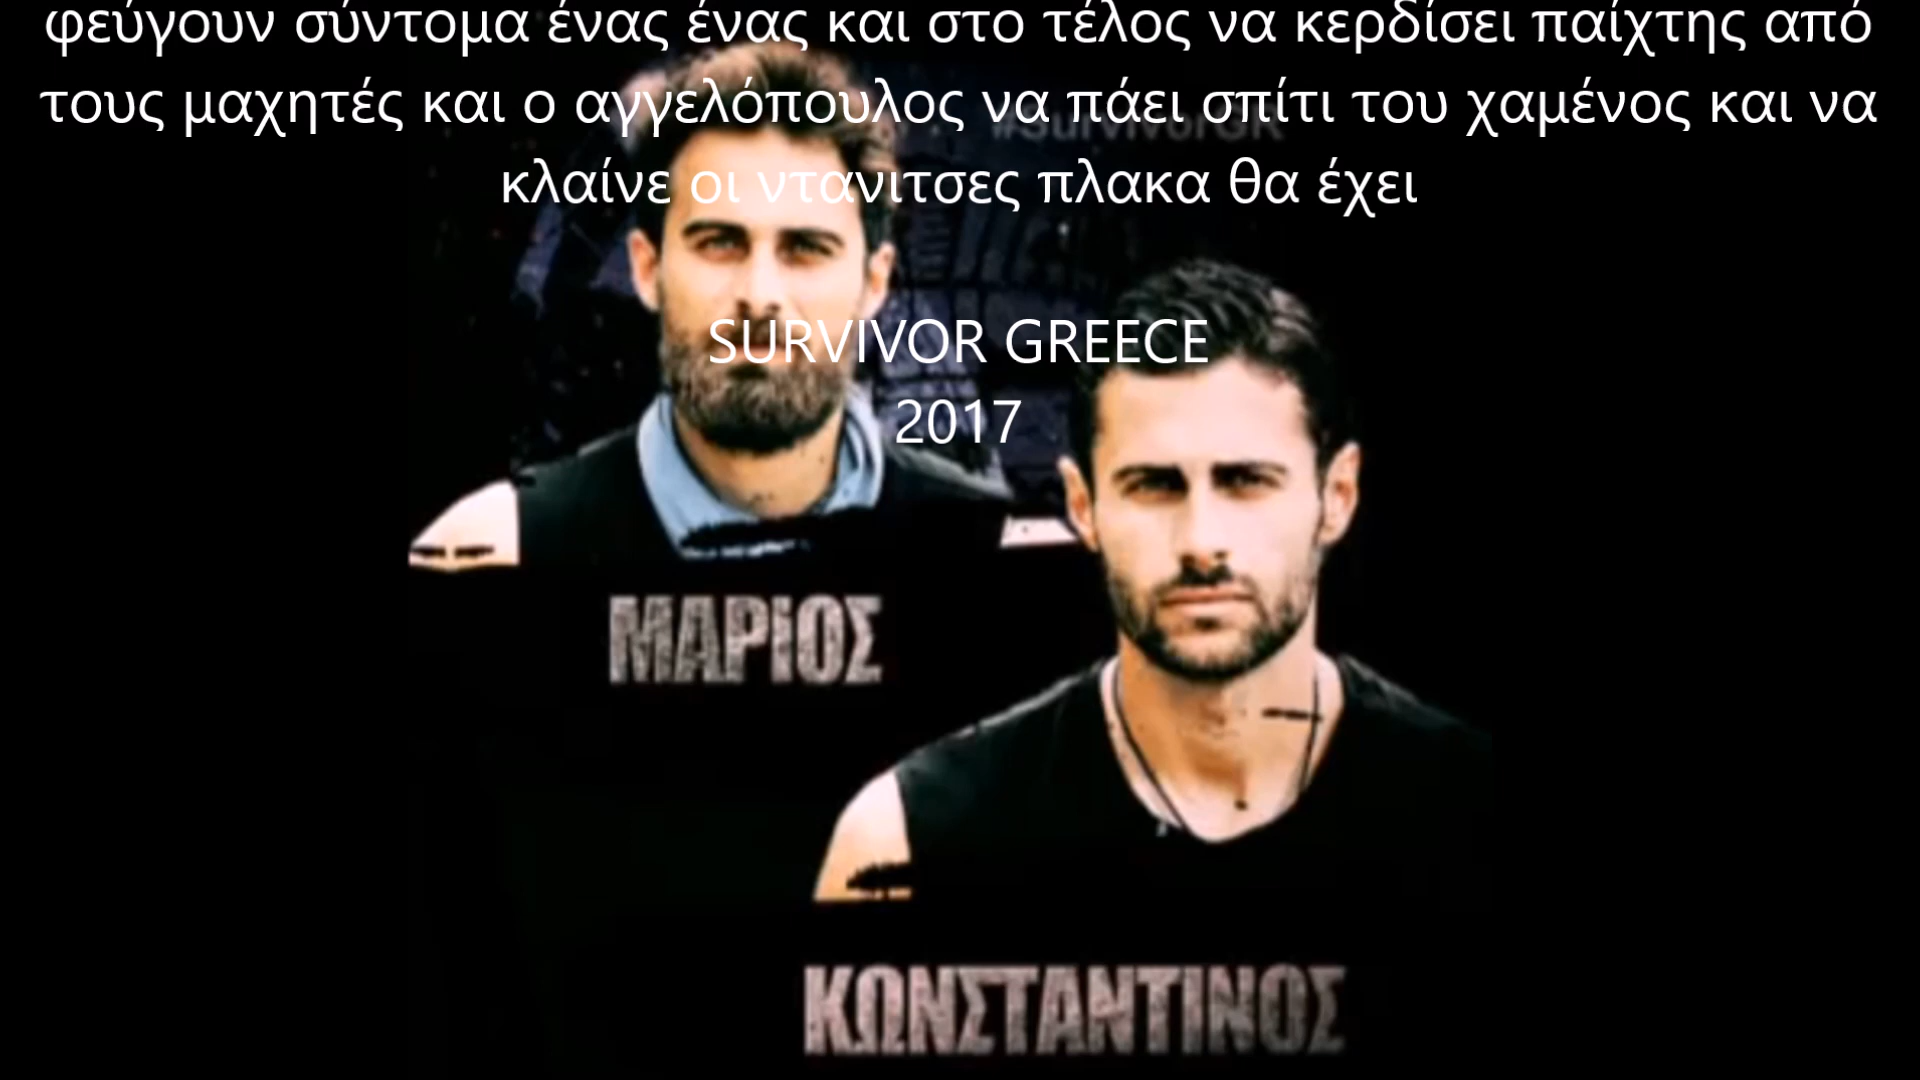 φεύγουν σύντομα ένας ένας και στο τέλος να κερδίσει παίχτης από
τους μαχητές και ο αγγελόπουλος να πάει σπίτι του χαμένος και να
#SurvivorGR
κλαίνε οι ντανιτσες πλακα θα έχει
SURVIVOR GREECE
2017
ΜΑΡΙΟΣ
ΚΩΝΣΤΑΝΤΙΝΟΣ